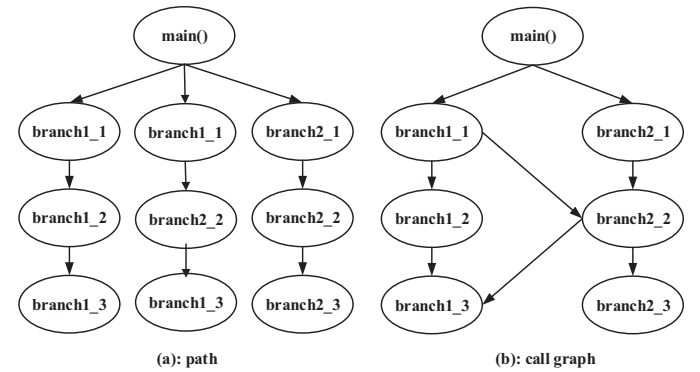 main()
branch1_1
branch1_1
branch2_1
branch1_2
branch2_2
branch2_2
branch1_3
branch1_3
branch2_3
(a): path
main()
branch1_1
branch2_1
branch1_2
branch2_2
branch1_3
branch2_3
(b): call graph